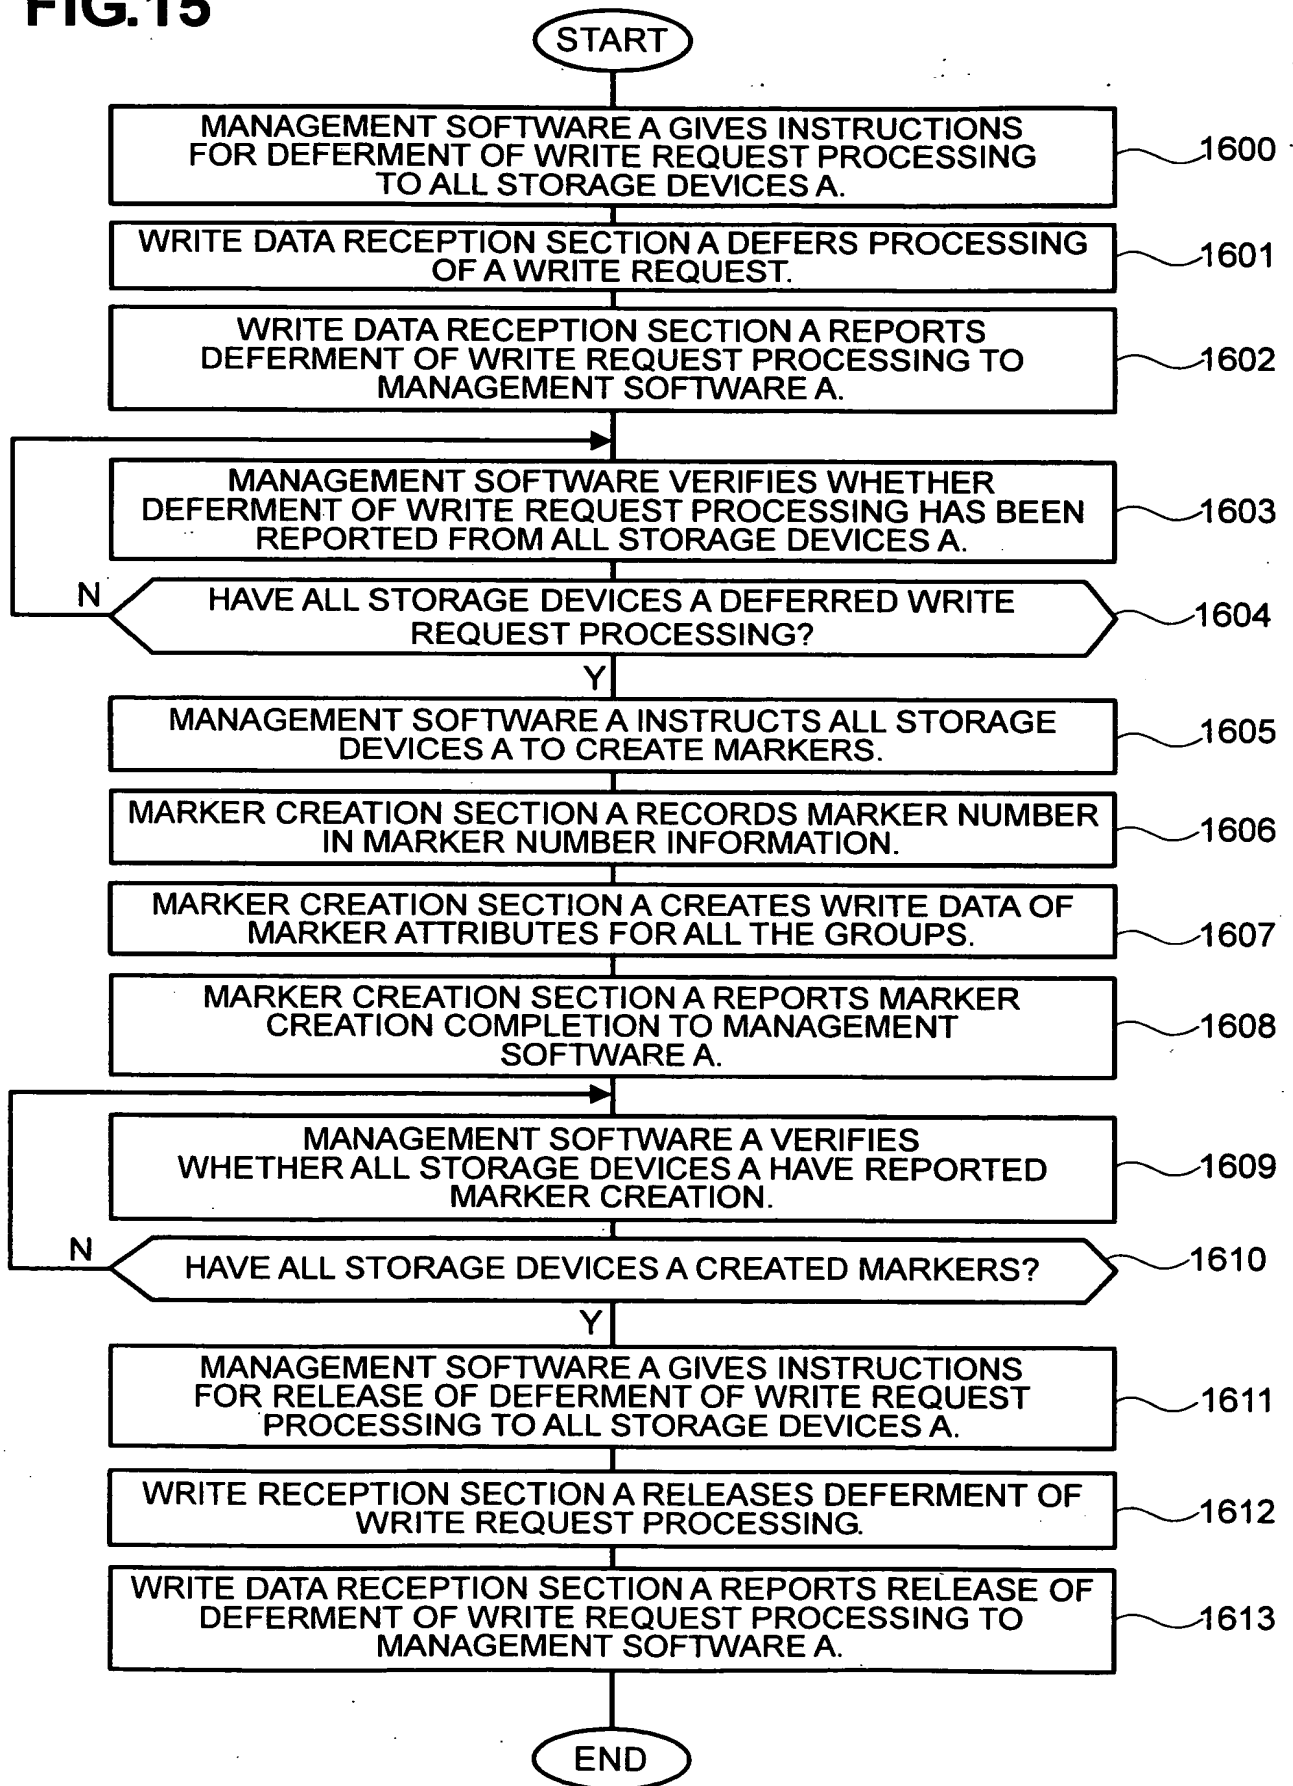 FIG.15
START
MANAGEMENT SOFTWARE A GIVES INSTRUCTIONS
FOR DEFERMENT OF WRITE REQUEST PROCESSING
TO ALL STORAGE DEVICES A.
1600
WRITE DATA RECEPTION SECTION A DEFERS PROCESSING
OF A WRITE REQUEST.
1601
WRITE DATA RECEPTION SECTION A REPORTS
DEFERMENT OF WRITE REQUEST PROCESSING TO
MANAGEMENT SOFTWARE A.
1602
MANAGEMENT SOFTWARE VERIFIES WHETHER
DEFERMENT OF WRITE REQUEST PROCESSING HAS BEEN
REPORTED FROM ALL STORAGE DEVICES A.
1603
N
HAVE ALL STORAGE DEVICES A DEFERRED WRITE
REQUEST PROCESSING?
1604
Y
MANAGEMENT SOFTWARE A INSTRUCTS ALL STORAGE
DEVICES A TO CREATE MARKERS.
1605
MARKER CREATION SECTION A RECORDS MARKER NUMBER
IN MARKER NUMBER INFORMATION.
1606
MARKER CREATION SECTION A CREATES WRITE DATA OF
MARKER ATTRIBUTES FOR ALL THE GROUPS.
1607
MARKER CREATION SECTION A REPORTS MARKER
CREATION COMPLETION TO MANAGEMENT
SOFTWARE A.
1608
MANAGEMENT SOFTWARE A VERIFIES
WHETHER ALL STORAGE DEVICES A HAVE REPORTED
MARKER CREATION.
1609
N
HAVE ALL STORAGE DEVICES A CREATED MARKERS?
1610
Y
MANAGEMENT SOFTWARE A GIVES INSTRUCTIONS
FOR RELEASE OF DEFERMENT OF WRITE REQUEST
PROCESSING TO ALL STORAGE DEVICES A.
1611
WRITE RECEPTION SECTION A RELEASES DEFERMENT OF
WRITE REQUEST PROCESSING.
1612
WRITE DATA RECEPTION SECTION A REPORTS RELEASE OF
DEFERMENT OF WRITE REQUEST PROCESSING TO
MANAGEMENT SOFTWARE A.
1613
END